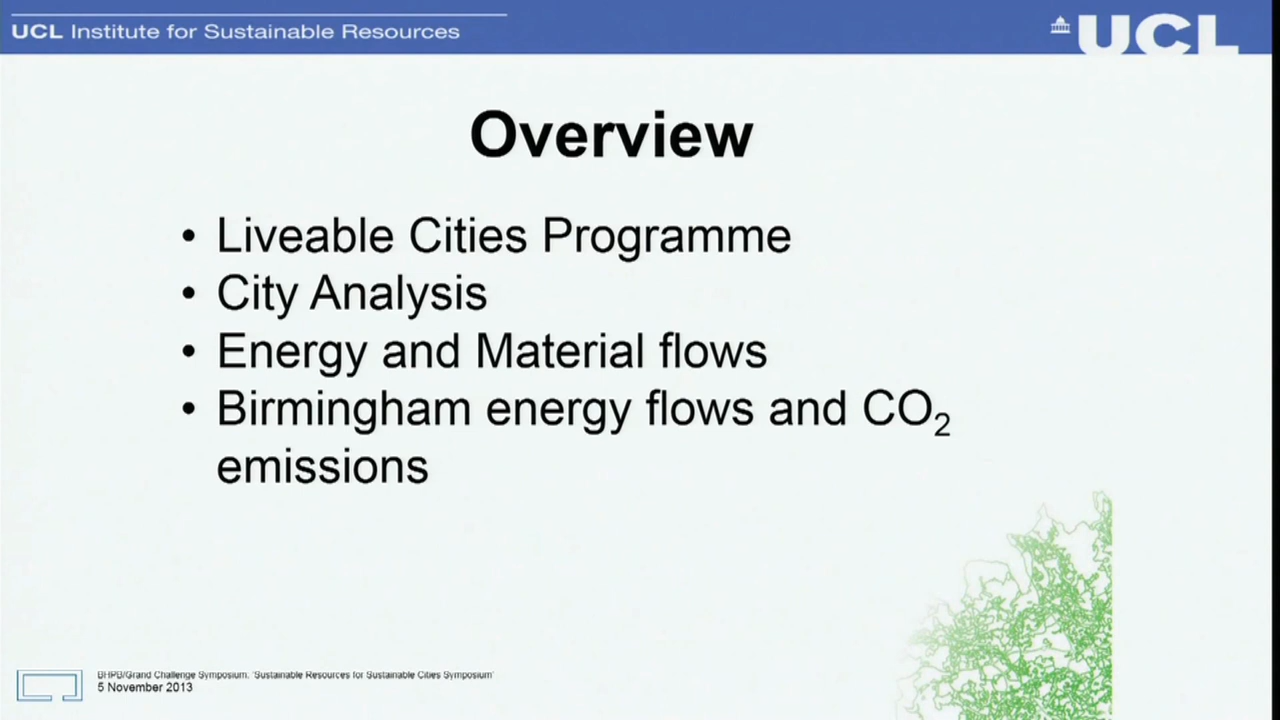 UCL Institute for Sustainable Resources
UCL
Overview
• Liveable Cities Programme
• City Analysis
• Energy and Material flows
• Birmingham energy flows and CO₂
emissions
BHPB/Grand Challenge Symposium. 'Sustainable Resources for Sustainable Cities Symposium'
5 November 2013